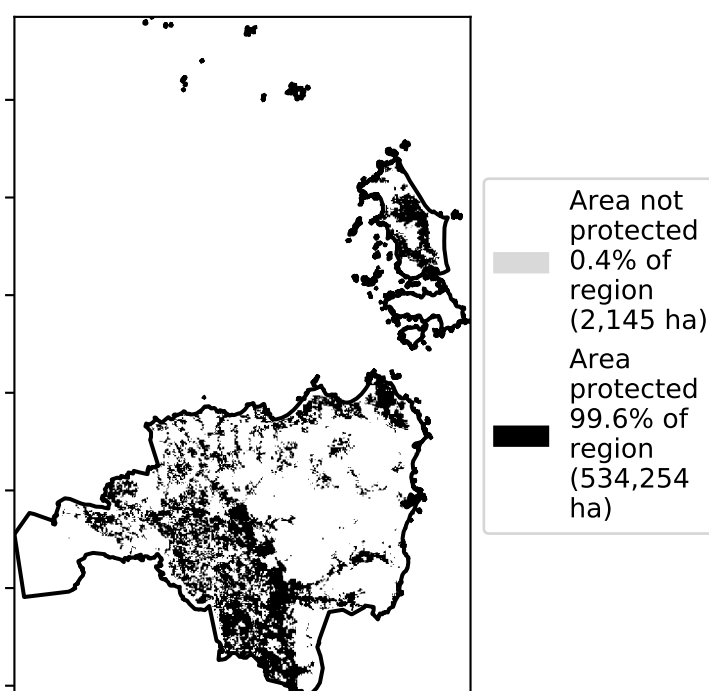 Area not
protected
0.4% of
region
(2,145 ha)
Area
protected
99.6% of
region
(534,254
ha)